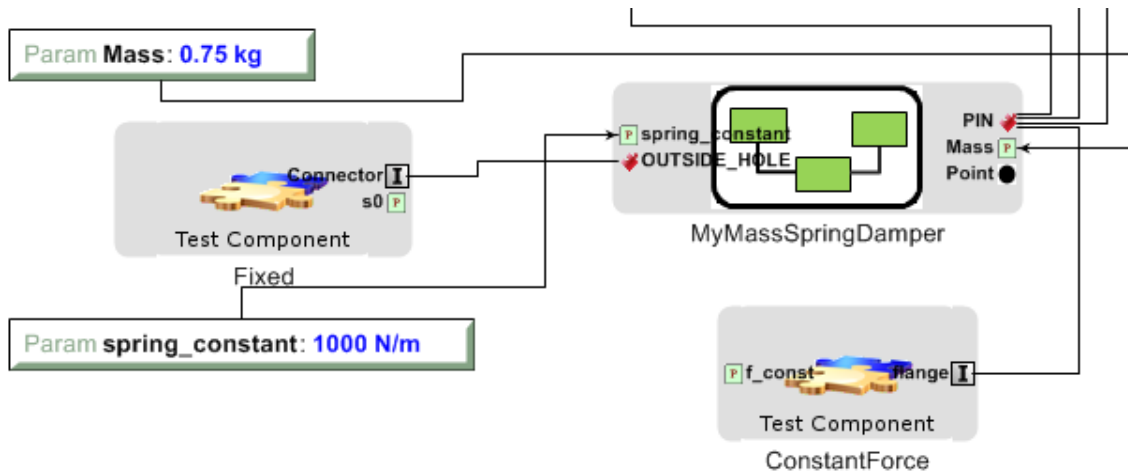 Param Mass: 0.75 kg
P spring_constant
OUTSIDE_HOLE
PIN
Mass P
Point
MyMassSpringDamper
Connector I
s0 P
Test Component
Fixed
Param spring_constant: 1000 N/m
P f_const
flange I
Test Component
ConstantForce